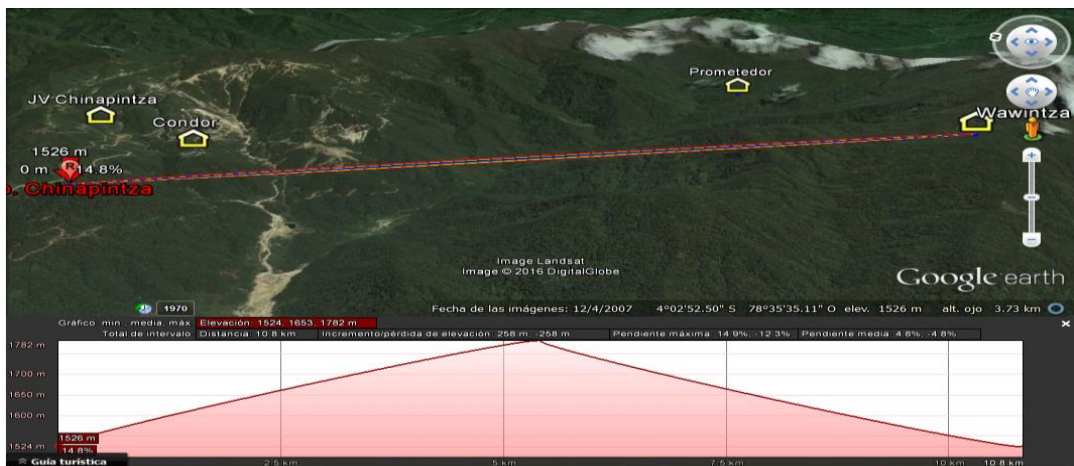 Prometedor
JV Chinapintza
Wawintza
Condor
1526 m
0 m 14.8%
o. Chinapintza
Image Landsat
Image © 2016 DigitalGlobe
Google earth
1970
Fecha de las imágenes: 12/4/2007 4°02'52.50" S 78°35'35.11" O elev. 1526 m alt. ojo 3.73 km
Gráfico: min., media, máx Elevación: 1524, 1653, 1782 m
Total de intervalo Distancia: 10.8 km Incremento/pérdida de elevación: 258 m, -258 m Pendiente máxima: 14.9%, -12.3% Pendiente media: 4.8%, -4.8%
1782 m
1700 m
1650 m
1600 m
1526 m
1524 m
14.8%
Guía turística
2.5 km 5 km 7.5 km 10 km 10.8 km